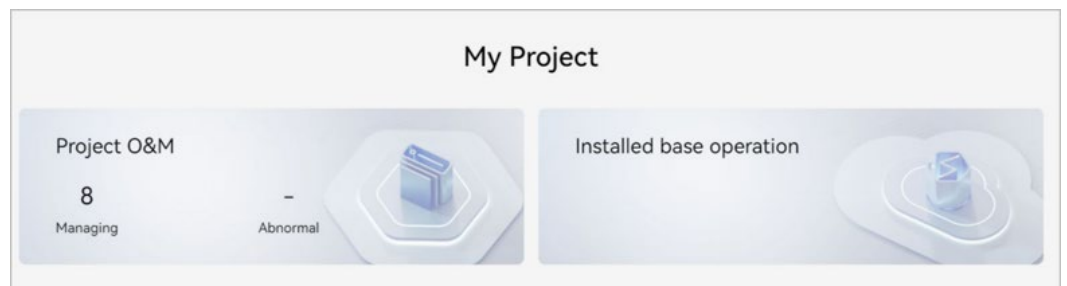 My Project
Project O&M
8
-
Managing
Abnormal
Installed base operation